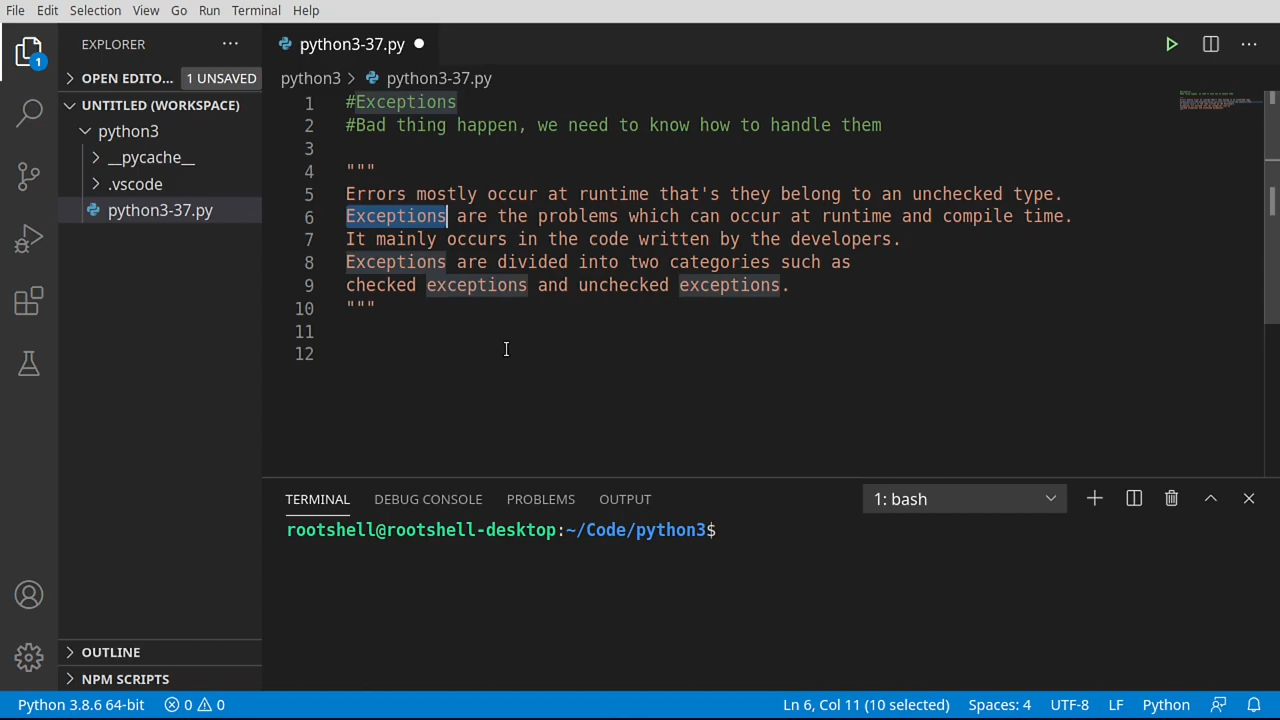 File Edit Selection View Go Run Terminal Help
EXPLORER
python3-37.py
OPEN EDITO... 1 UNSAVED
UNTITLED (WORKSPACE)
python3
__pycache__
.vscode
python3-37.py
OUTLINE
NPM SCRIPTS
1
python3 > python3-37.py
1 #Exceptions
2 #Bad thing happen, we need to know how to handle them
3
4 """
5 Errors mostly occur at runtime that's they belong to an unchecked type.
6 Exceptions are the problems which can occur at runtime and compile time.
7 It mainly occurs in the code written by the developers.
8 Exceptions are divided into two categories such as
9 checked exceptions and unchecked exceptions.
10 """
11
12
TERMINAL DEBUG CONSOLE PROBLEMS OUTPUT 1: bash
rootshell@rootshell-desktop:~/Code/python3$
Python 3.8.6 64-bit 0 0 Ln 6, Col 11 (10 selected) Spaces: 4 UTF-8 LF Python